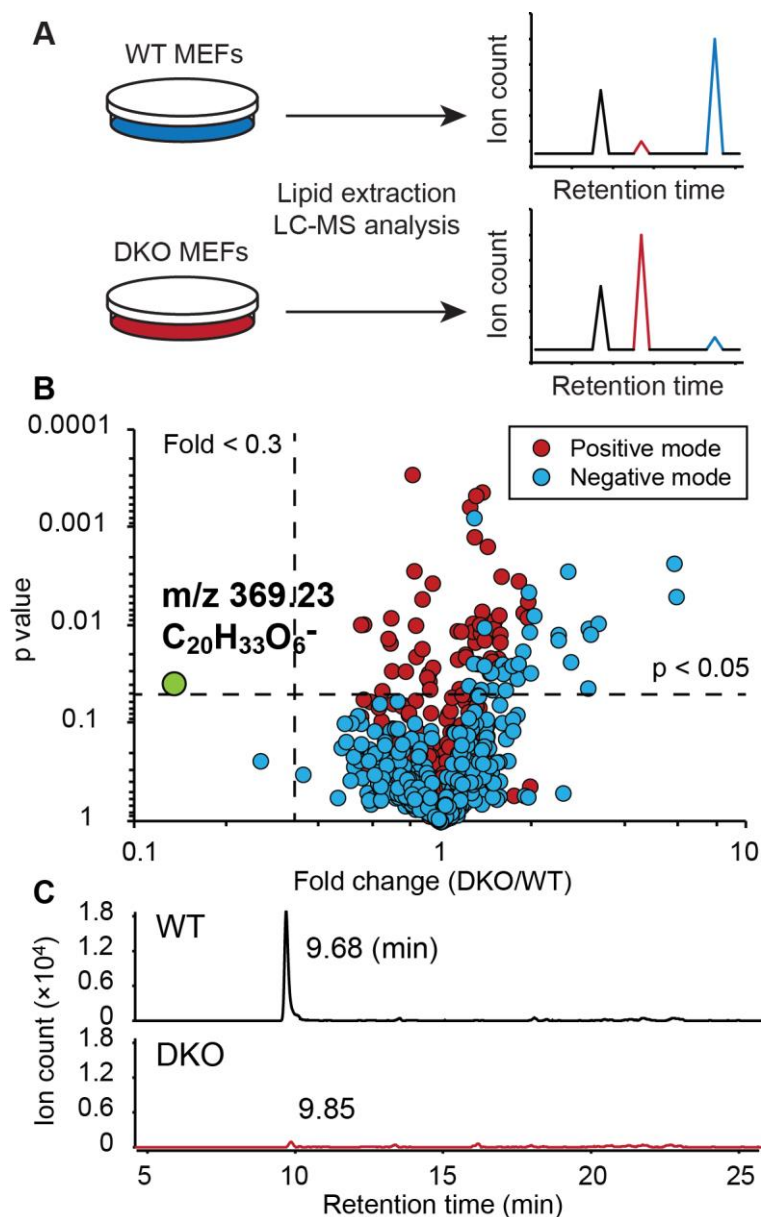 A
WT MEFs
Ion count
Retention time
Lipid extraction
LC-MS analysis
DKO MEFs
Ion count
Retention time
B
0.0001
0.001
0.01
0.1
1
p value
Fold < 0.3
Positive mode
Negative mode
m/z 369.23
C₂₀H₃₃O₆⁻
p < 0.05
0.1
1
10
Fold change (DKO/WT)
C
Ion count (×10⁴)
1.8
1.2
0.6
0
WT
9.68 (min)
1.8
1.2
0.6
0
DKO
9.85
5
10
15
20
25
Retention time (min)